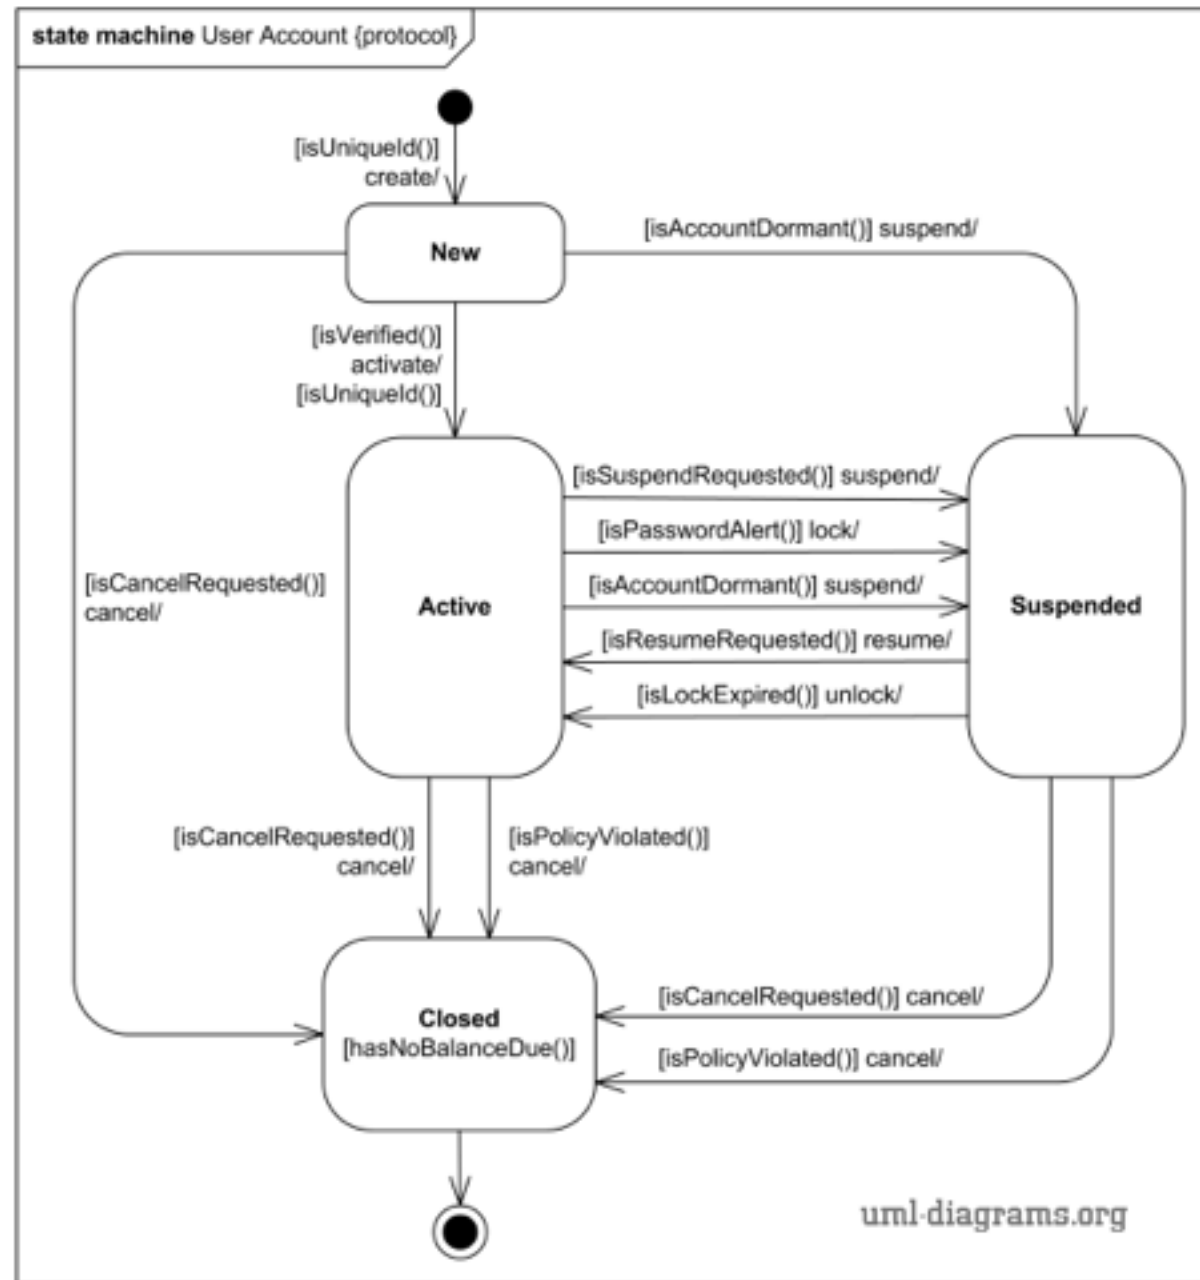 state machine User Account {protocol}
[isUniqueId()]
create/
New
[isAccountDormant()] suspend/
[isVerified()]
activate/
[isUniqueId()]
[isSuspendRequested()] suspend/
[isPasswordAlert()] lock/
[isCancelRequested()]
cancel/
Active
[isAccountDormant()] suspend/
Suspended
[isResumeRequested()] resume/
[isLockExpired()] unlock/
[isCancelRequested()]
cancel/
[isPolicyViolated()]
cancel/
Closed
[hasNoBalanceDue()]
[isCancelRequested()] cancel/
[isPolicyViolated()] cancel/
uml-diagrams.org